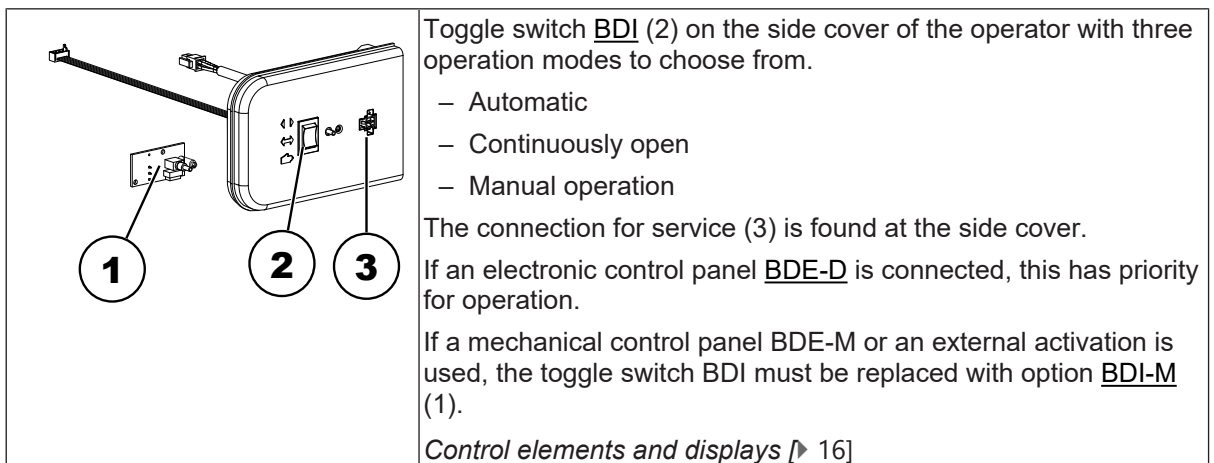 1
2
3
Toggle switch BDI (2) on the side cover of the operator with three
operation modes to choose from.
– Automatic
– Continuously open
– Manual operation
The connection for service (3) is found at the side cover.
If an electronic control panel BDE-D is connected, this has priority
for operation.
If a mechanical control panel BDE-M or an external activation is
used, the toggle switch BDI must be replaced with option BDI-M
(1).
Control elements and displays [▶ 16]